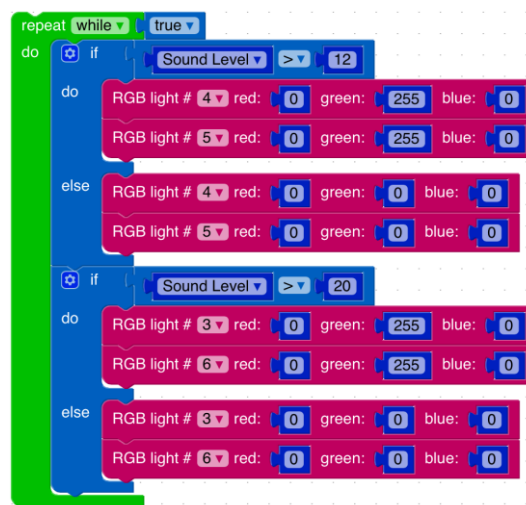 repeat while ▾ true ▾
do if Sound Level ▾ > ▾ 12
do RGB light # 4 ▾ red: 0 green: 255 blue: 0
RGB light # 5 ▾ red: 0 green: 255 blue: 0
else RGB light # 4 ▾ red: 0 green: 0 blue: 0
RGB light # 5 ▾ red: 0 green: 0 blue: 0
if Sound Level ▾ > ▾ 20
do RGB light # 3 ▾ red: 0 green: 255 blue: 0
RGB light # 6 ▾ red: 0 green: 255 blue: 0
else RGB light # 3 ▾ red: 0 green: 0 blue: 0
RGB light # 6 ▾ red: 0 green: 0 blue: 0